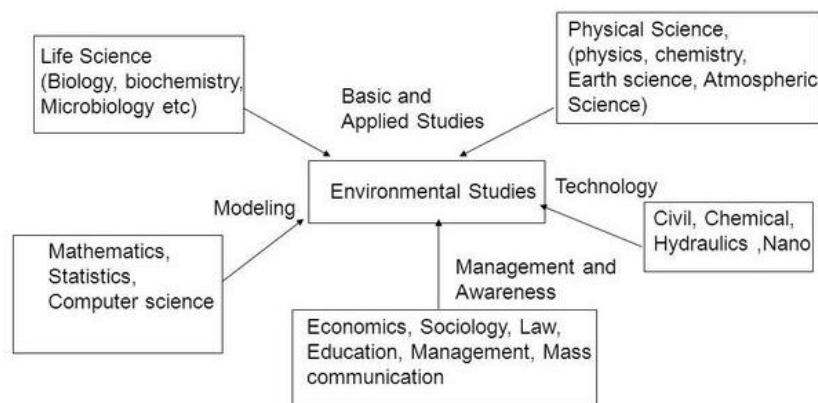 Life Science
(Biology, biochemistry,
Microbiology etc)
Physical Science,
(physics, chemistry,
Earth science, Atmospheric
Science)
Basic and
Applied Studies
Environmental Studies
Technology
Modeling
Civil, Chemical,
Hydraulics ,Nano
Mathematics,
Statistics,
Computer science
Management and
Awareness
Economics, Sociology, Law,
Education, Management, Mass
communication